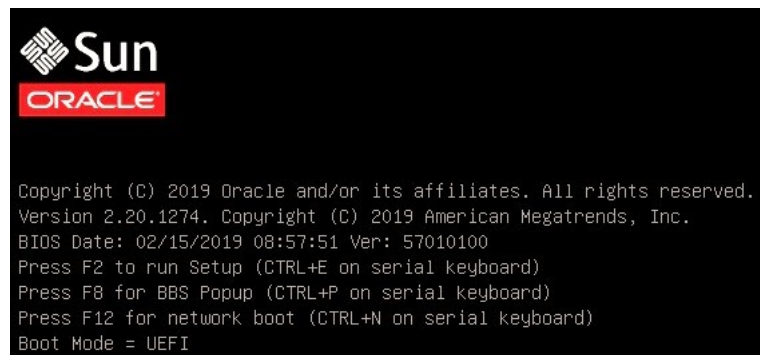 Sun
ORACLE
Copyright (C) 2019 Oracle and/or its affiliates. All rights reserved.
Version 2.20.1274. Copyright (C) 2019 American Megatrends, Inc.
BIOS Date: 02/15/2019 08:57:51 Ver: 57010100
Press F2 to run Setup (CTRL+E on serial keyboard)
Press F8 for BBS Popup (CTRL+P on serial keyboard)
Press F12 for network boot (CTRL+N on serial keyboard)
Boot Mode = UEFI